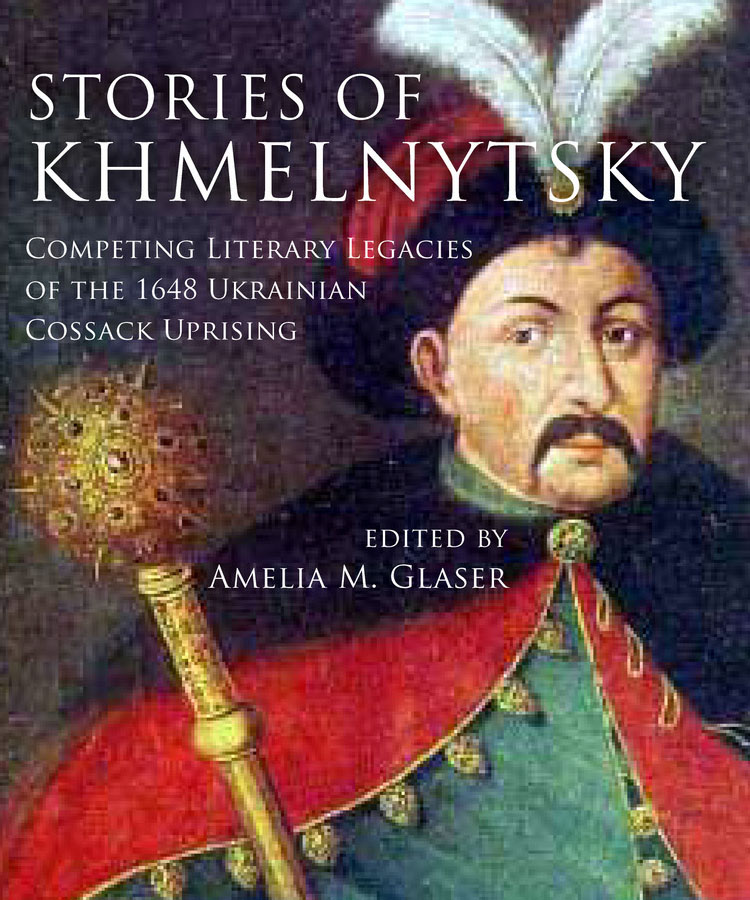 STORIES OF
KHMELNYTSKY
COMPETING LITERARY LEGACIES
OF THE 1648 UKRAINIAN
COSSACK UPRISING
EDITED BY
AMELIA M. GLASER